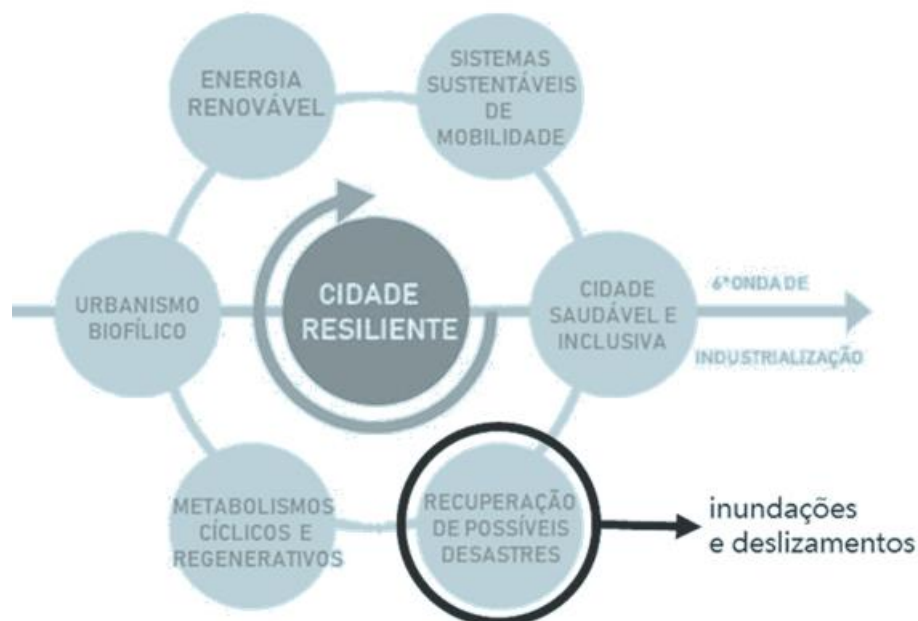 ENERGIA
RENOVÁVEL
SISTEMAS
SUSTENTÁVEIS
DE
MOBILIDADE
URBANISMO
BIOFÍLICO
CIDADE
RESILIENTE
CIDADE
SAUDÁVEL E
INCLUSIVA
6ª ONDA DE
INDUSTRIALIZAÇÃO
METABOLISMOS
CÍCLICOS E
REGENERATIVOS
RECUPERAÇÃO
DE POSSÍVEIS
DESASTRES
inundações
e deslizamentos